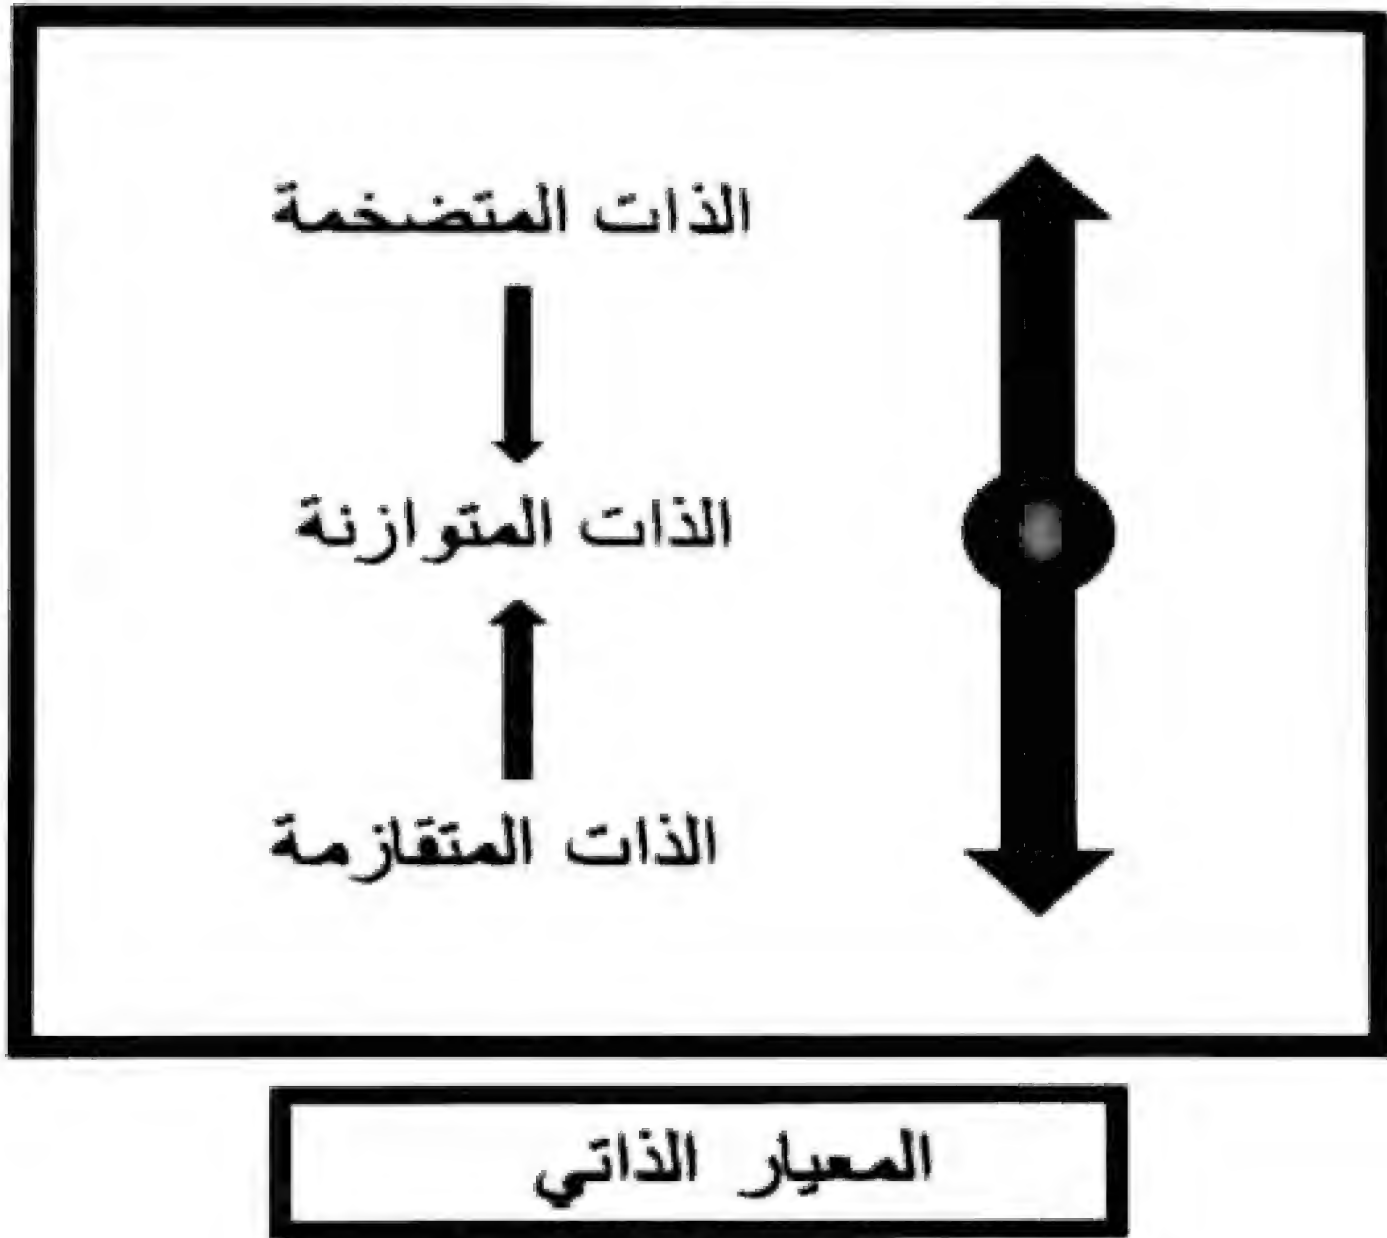 الذات المتضخمة
الذات المتوازنة
الذات المتقازمة
المعيار الذاتي